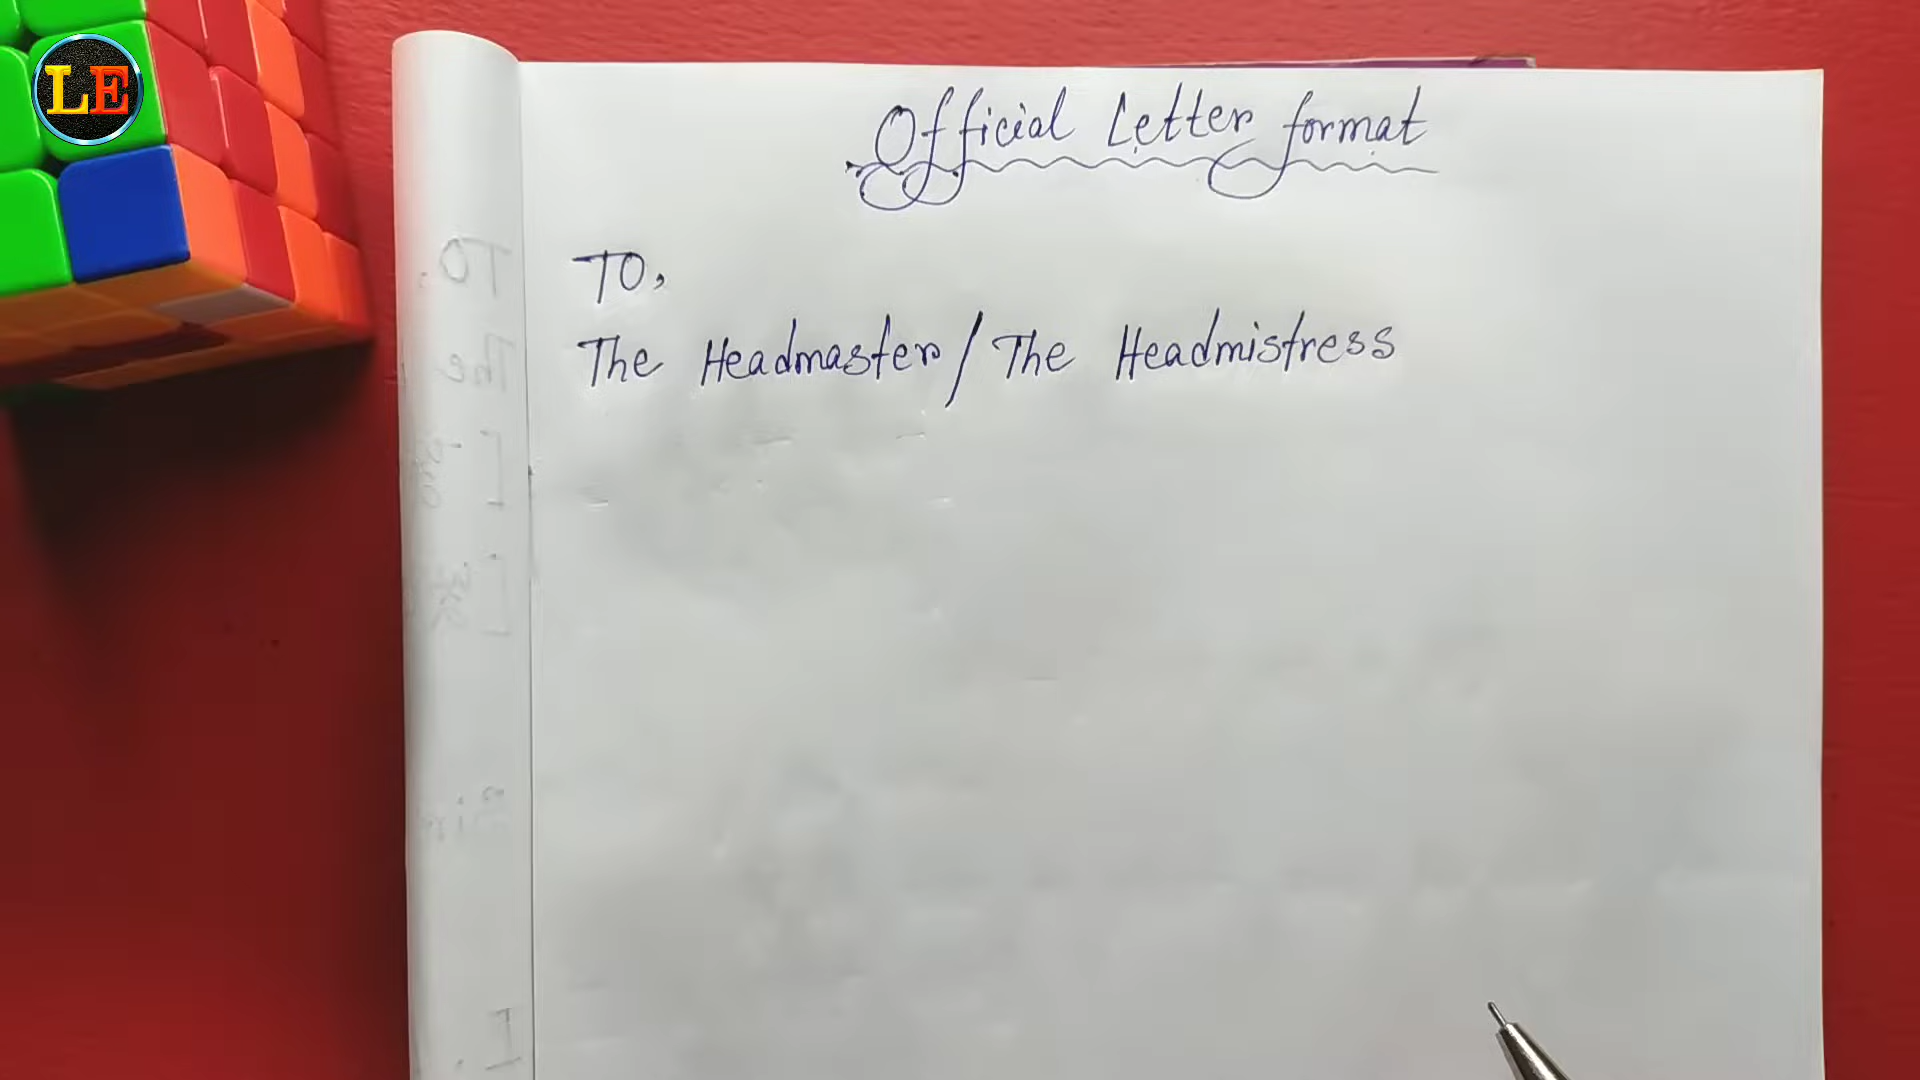 LE
Official Letter format
TO,
The Headmaster / The Headmistress